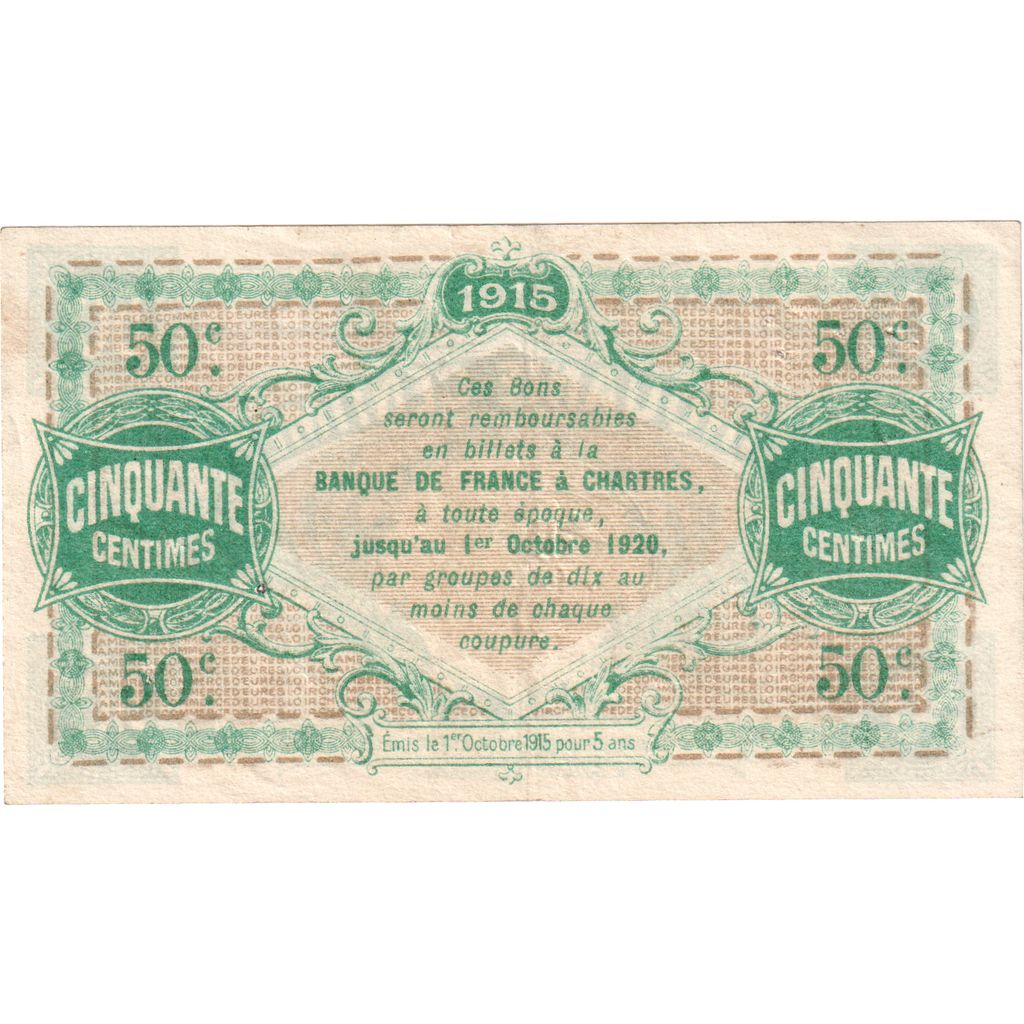 1915
50c.
50c.
Ces Bons
seront remboursables
en billets à la
BANQUE DE FRANCE à CHARTRES,
à toute époque,
jusqu'au 1er Octobre 1920,
par groupes de dix au
moins de chaque
coupure.
CINQUANTE
CENTIMES
CINQUANTE
CENTIMES
50c.
50c.
Émis le 1er Octobre 1915 pour 5 ans